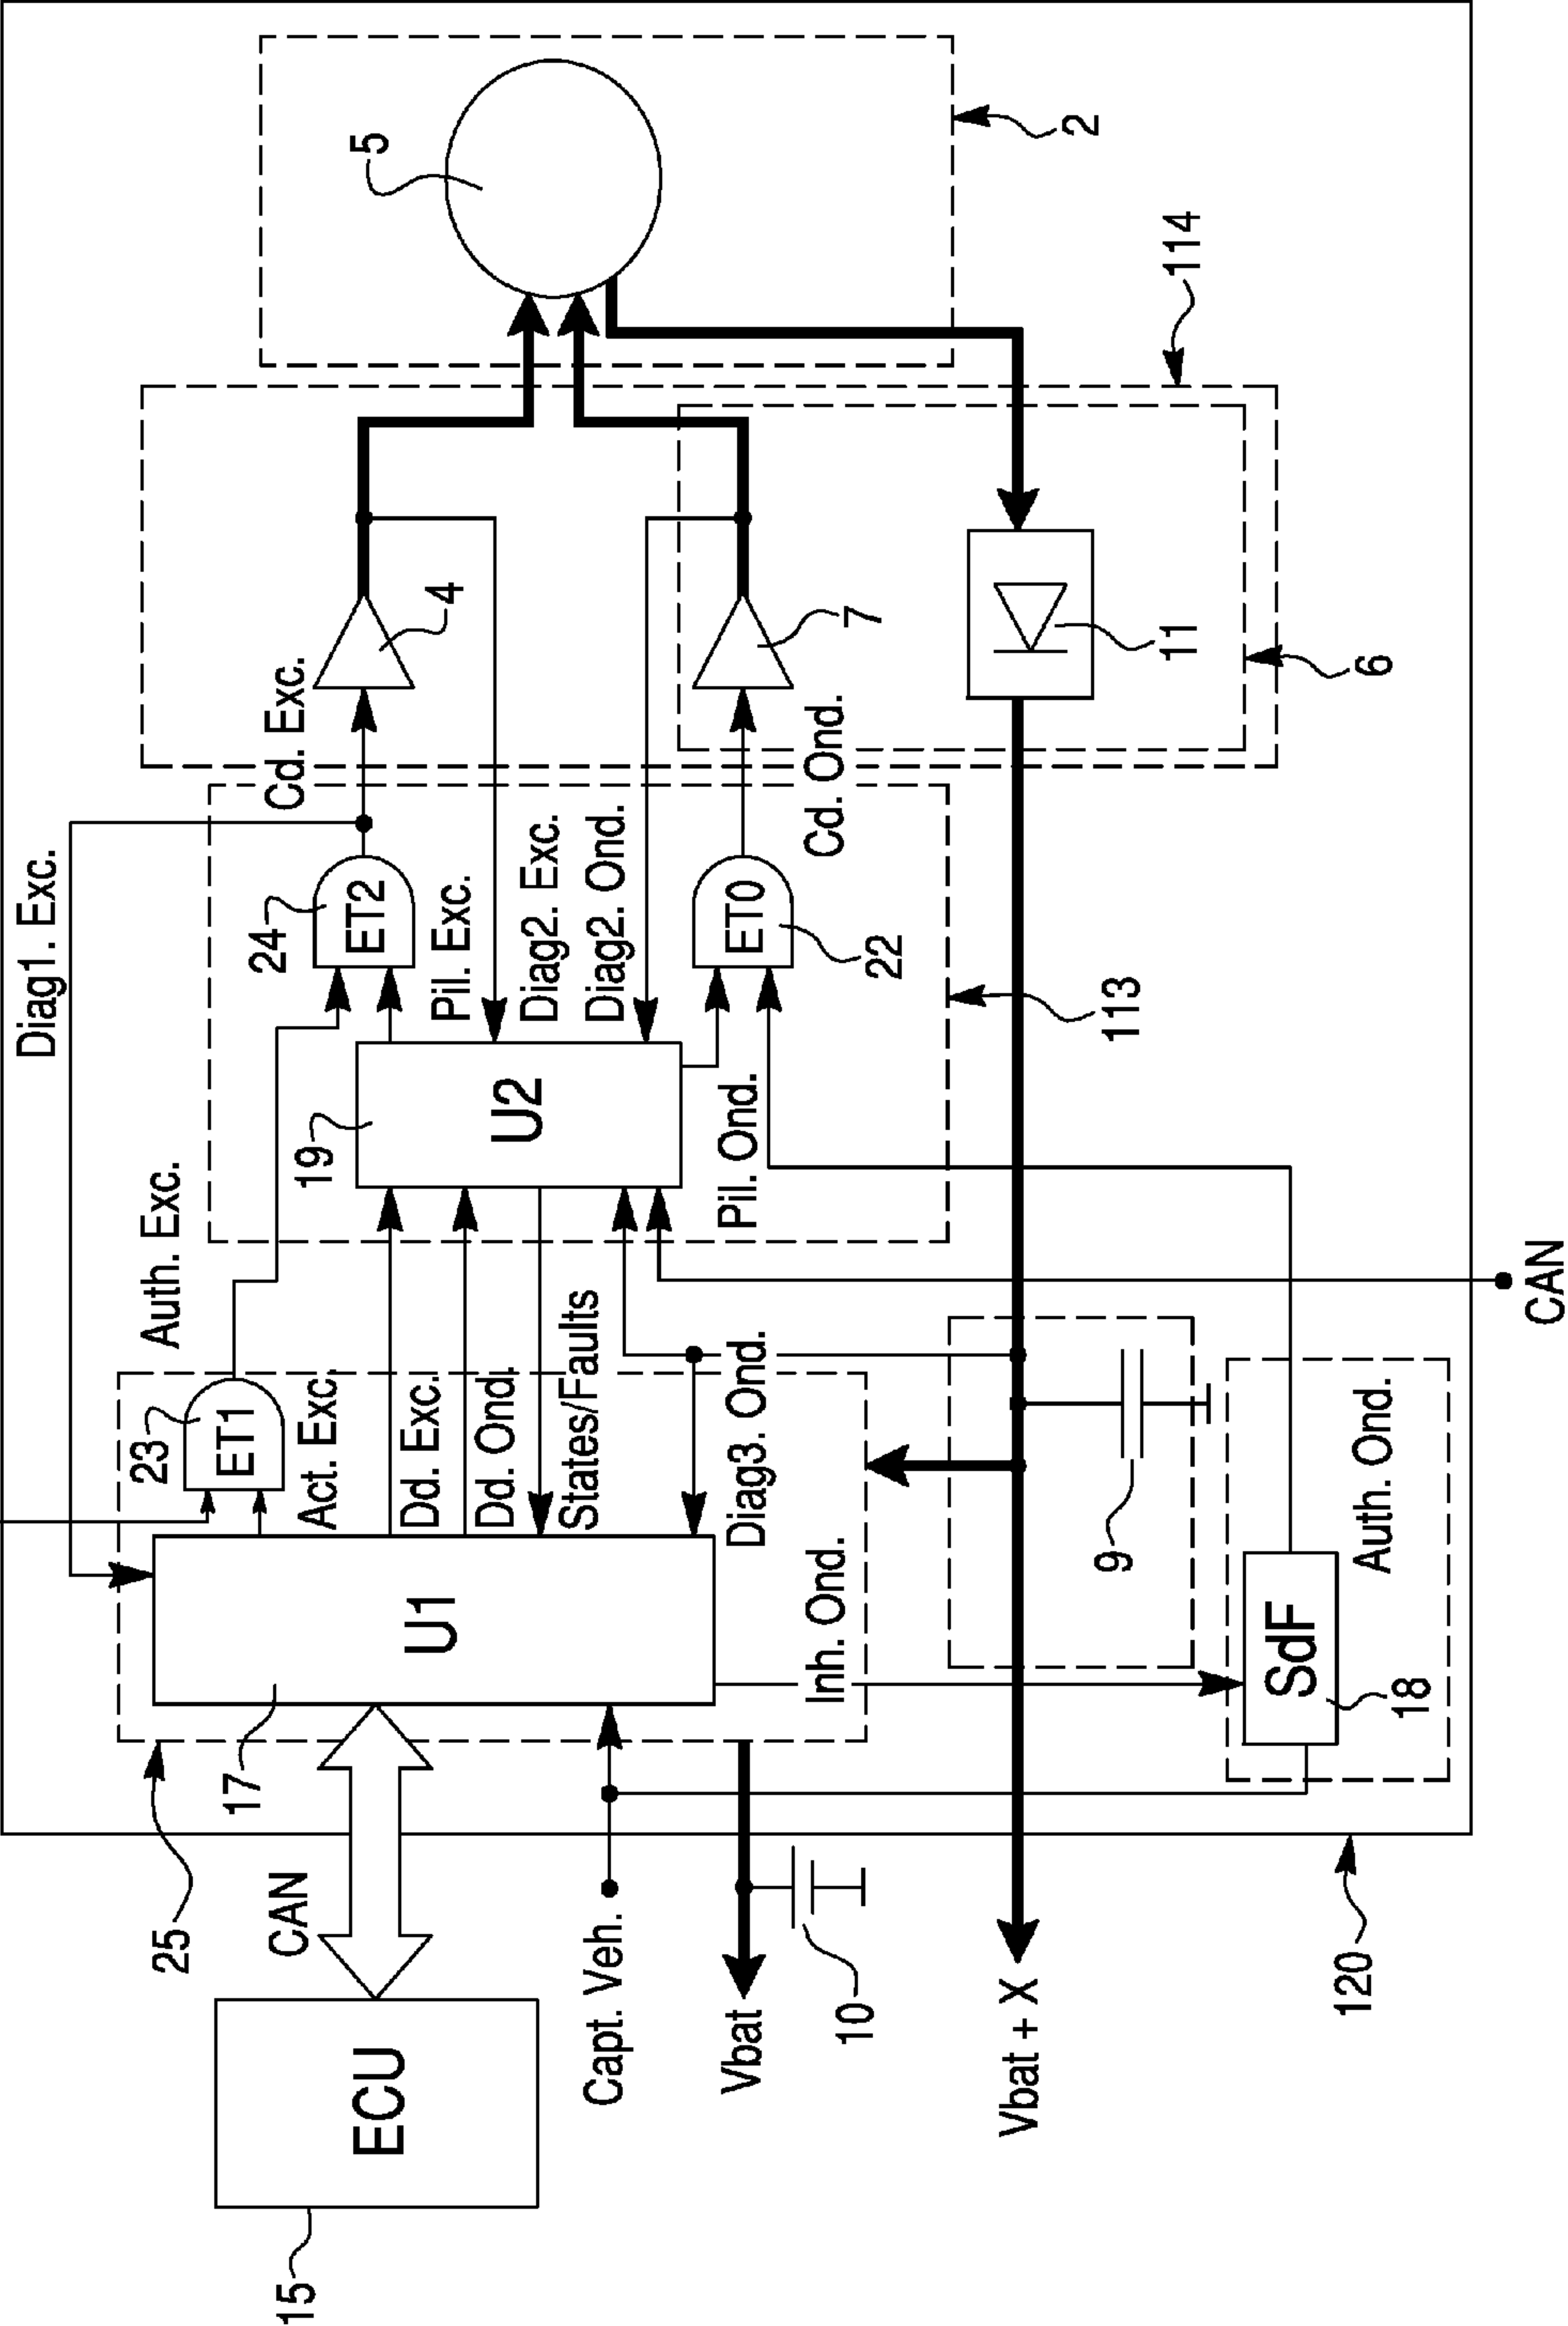 Diag1. Exc.
Auth. Exc.
Cd. Exc.
24
ET2
4
5
23
ET1
Act. Exc.
Pil. Exc.
25
17
U1
19
U2
Dd. Exc.
Dd. Ond.
States/Faults
Diag2. Exc.
Diag2. Ond.
15
ECU
CAN
Capt. Veh.
Vbat
10
Inh. Ond.
Diag3. Ond.
Pil. Ond.
ET0
22
Cd. Ond.
7
2
Vbat + X
9
113
11
114
6
SdF
18
Auth. Ond.
120
CAN